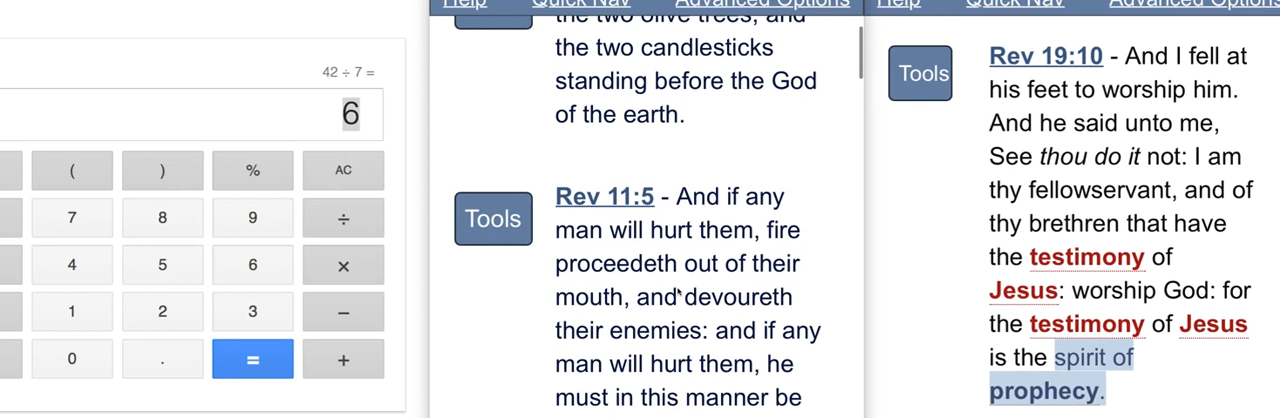 42 ÷ 7 =
6
( ) % AC
7 8 9 ÷
4 5 6 ×
1 2 3 −
0 . = +
Help Quick Nav Advanced Options
the two olive trees, and
the two candlesticks
standing before the God
of the earth.
Tools
Rev 11:5 - And if any
man will hurt them, fire
proceedeth out of their
mouth, and devoureth
their enemies: and if any
man will hurt them, he
must in this manner be
Help Quick Nav Advanced Options
Tools
Rev 19:10 - And I fell at
his feet to worship him.
And he said unto me,
See thou do it not: I am
thy fellowservant, and of
thy brethren that have
the testimony of
Jesus: worship God: for
the testimony of Jesus
is the spirit of
prophecy.